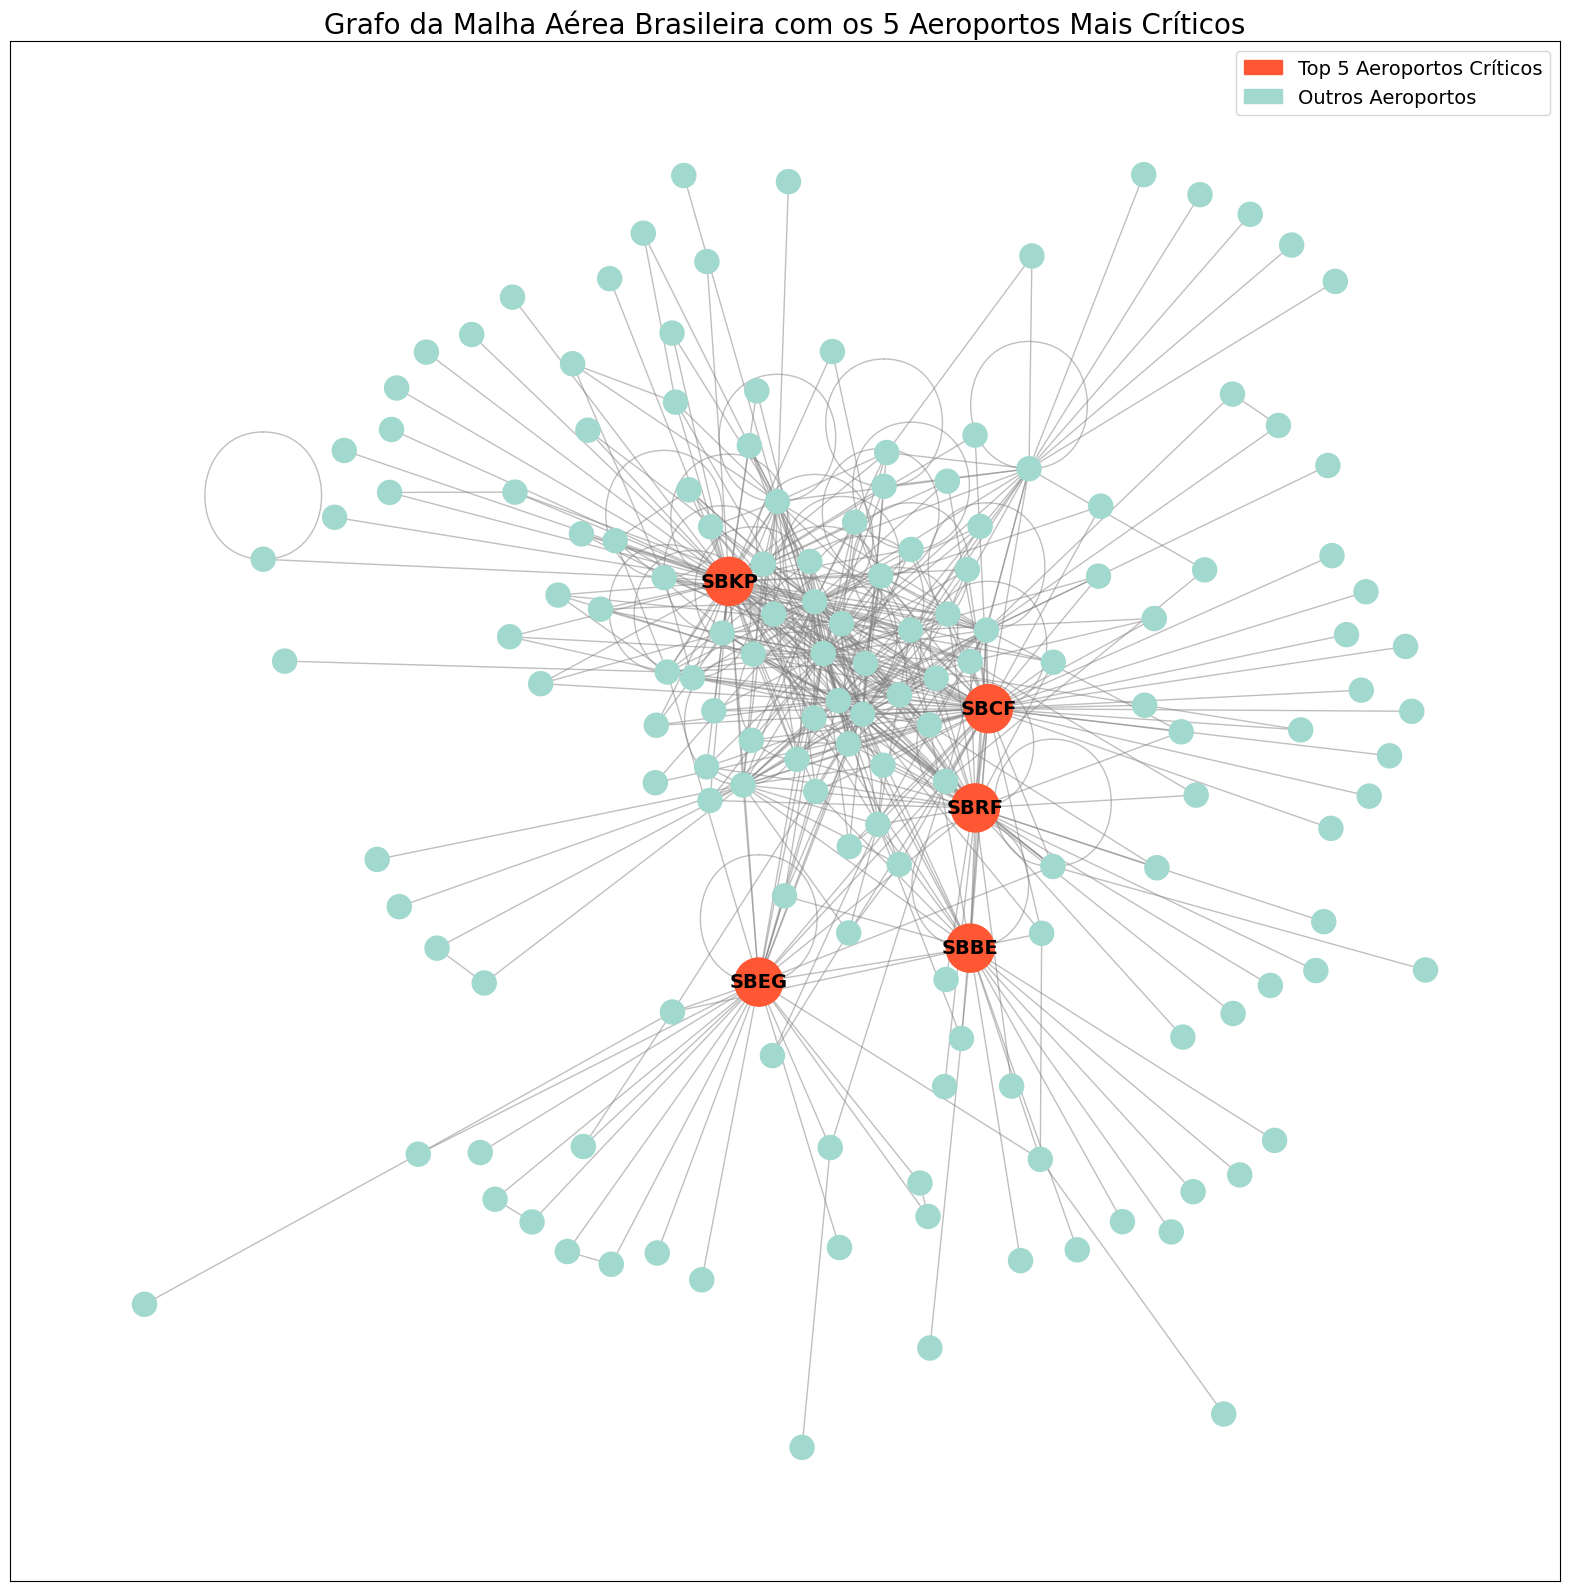 Grafo da Malha Aérea Brasileira com os 5 Aeroportos Mais Críticos
Top 5 Aeroportos Críticos
Outros Aeroportos
SBKP
SBCF
SBRF
SBBE
SBEG